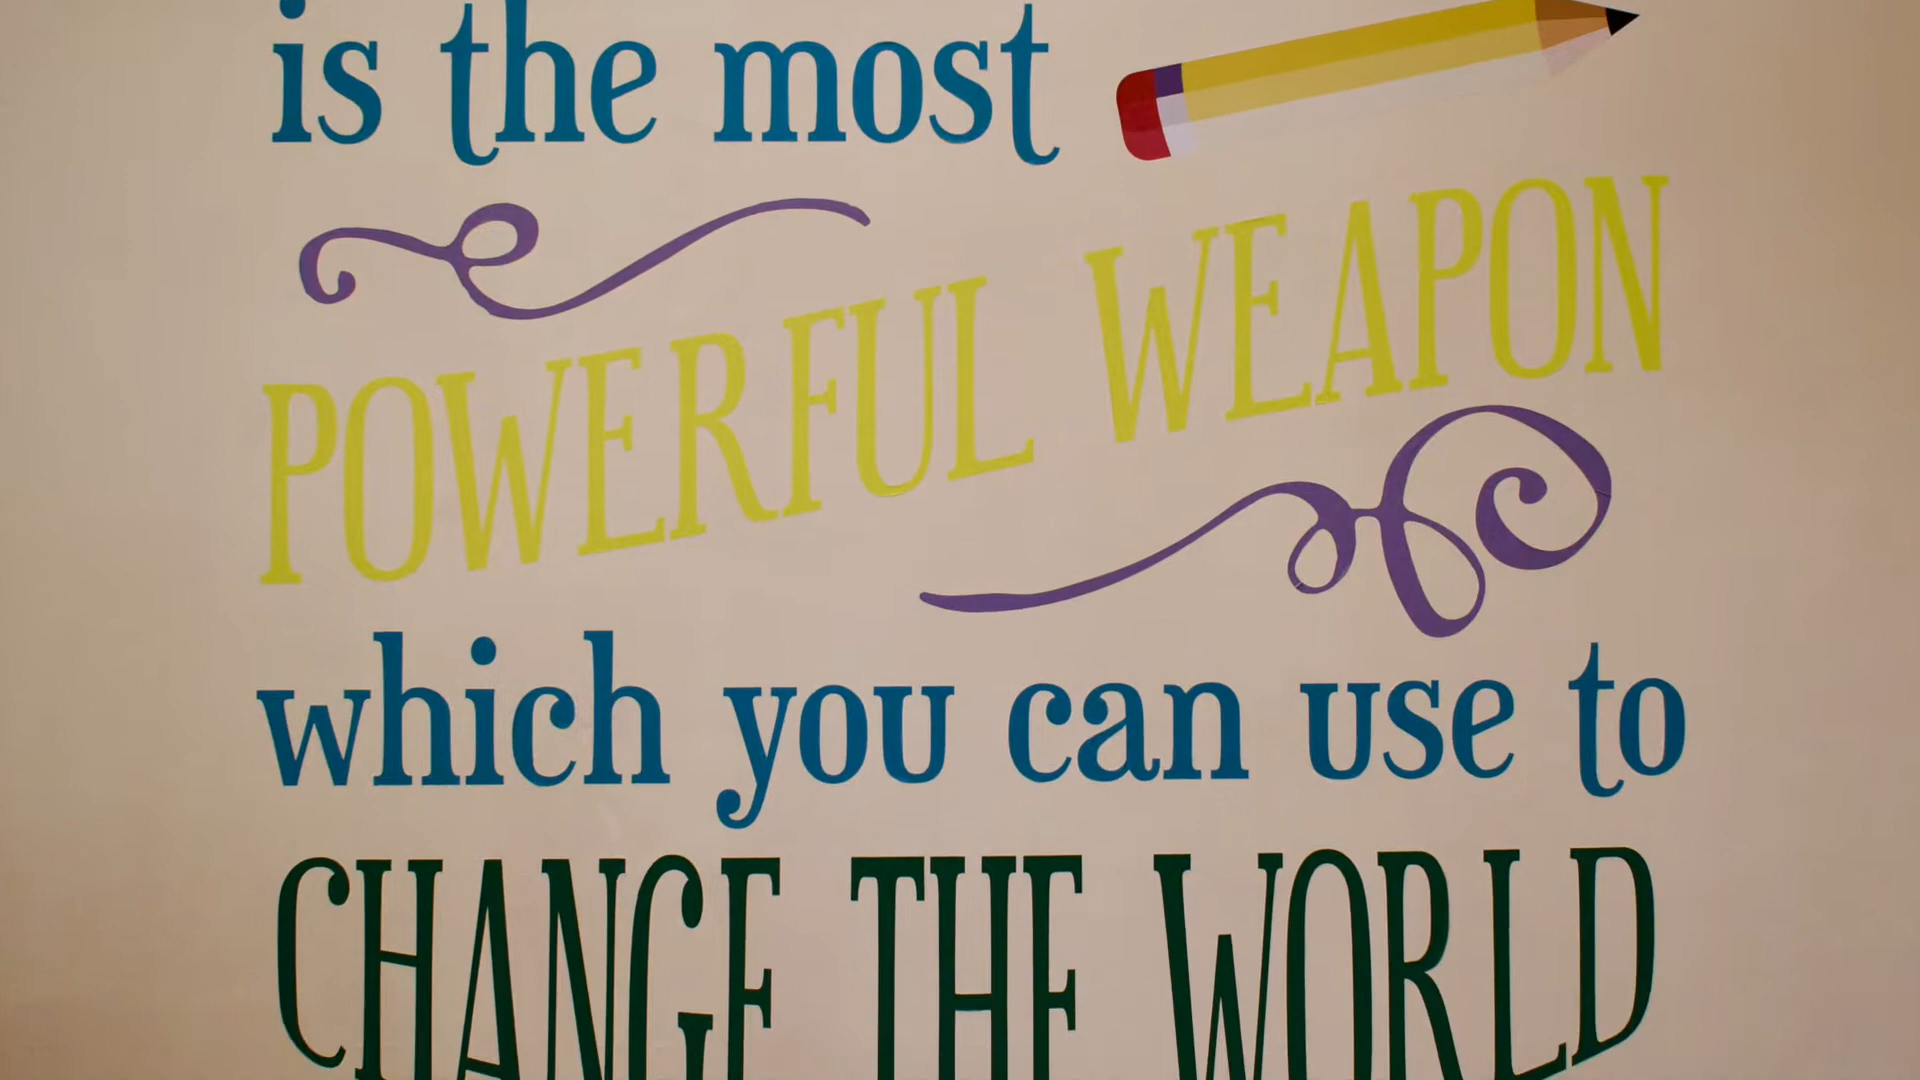 is the most
POWERFUL WEAPON
which you can use to
CHANGE THE WORLD